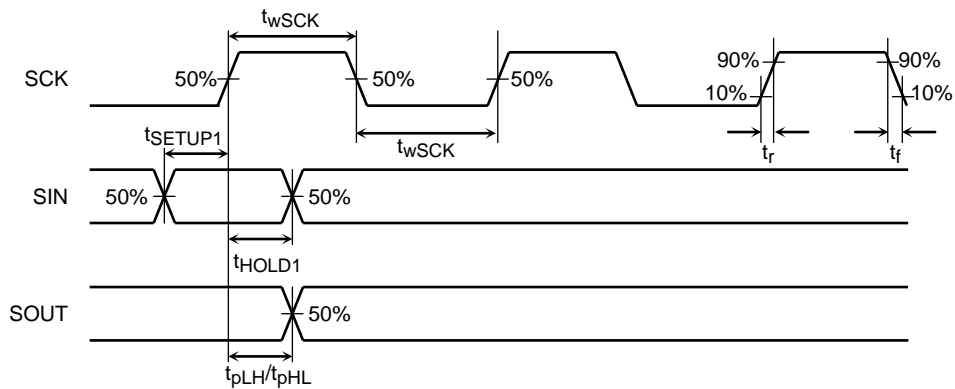 twSCK
SCK 50% 50% 50% 90% 90%
10% 10%
tSETUP1 twSCK tr tf
SIN 50% 50%
tHOLD1
SOUT 50%
tpLH/tpHL